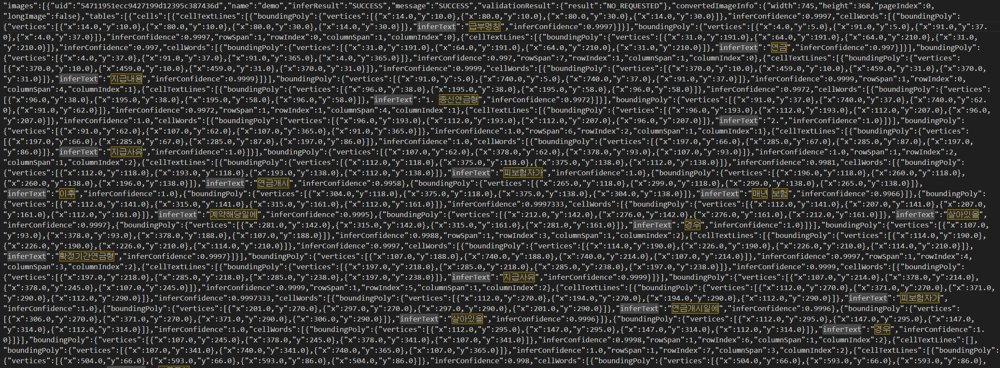 "images":[{"uid":"54711951ecc9427199d12395c387436d","name":"demo","inferResult":"SUCCESS","message":"SUCCESS","validationResult":{"result":"NO_REQUESTED"},"convertedImageInfo":{"width":745,"height":368,"pageIndex":0,
"longImage":false},"tables":[{"cells":[{"cellTextLines":[{"boundingPoly":{"vertices":[{"x":14.0,"y":10.0},{"x":80.0,"y":10.0},{"x":80.0,"y":30.0},{"x":14.0,"y":30.0}]},"inferConfidence":0.9997,"cellWords":[{"boundingPoly":
{"vertices":[{"x":14.0,"y":10.0},{"x":80.0,"y":10.0},{"x":80.0,"y":30.0},{"x":14.0,"y":30.0}]},"inferText":"급부명칭","inferConfidence":0.9997}]}],"boundingPoly":{"vertices":[{"x":4.0,"y":5.0},{"x":91.0,"y":5.0},{"x":91.0,"y":37.
0},{"x":4.0,"y":37.0}]},"inferConfidence":0.9997,"rowSpan":1,"rowIndex":0,"columnSpan":1,"columnIndex":0},{"cellTextLines":[{"boundingPoly":{"vertices":[{"x":31.0,"y":191.0},{"x":64.0,"y":191.0},{"x":64.0,"y":210.0},{"x":31.0,
"y":210.0}]},"inferConfidence":0.997,"cellWords":[{"boundingPoly":{"vertices":[{"x":31.0,"y":191.0},{"x":64.0,"y":191.0},{"x":64.0,"y":210.0},{"x":31.0,"y":210.0}]},"inferText":"연금","inferConfidence":0.997}]}],"boundingPoly":
{"vertices":[{"x":4.0,"y":37.0},{"x":91.0,"y":37.0},{"x":91.0,"y":365.0},{"x":4.0,"y":365.0}]},"inferConfidence":0.997,"rowSpan":7,"rowIndex":1,"columnSpan":1,"columnIndex":0},{"cellTextLines":[{"boundingPoly":{"vertices":
[{"x":370.0,"y":10.0},{"x":459.0,"y":10.0},{"x":459.0,"y":31.0},{"x":370.0,"y":31.0}]},"inferConfidence":0.9999,"cellWords":[{"boundingPoly":{"vertices":[{"x":370.0,"y":10.0},{"x":459.0,"y":10.0},{"x":459.0,"y":31.0},{"x":370.0,
"y":31.0}]},"inferText":"지급내용","inferConfidence":0.9999}]}],"boundingPoly":{"vertices":[{"x":91.0,"y":5.0},{"x":740.0,"y":5.0},{"x":740.0,"y":37.0},{"x":91.0,"y":37.0}]},"inferConfidence":0.9999,"rowSpan":1,"rowIndex":0,
"columnSpan":4,"columnIndex":1},{"cellTextLines":[{"boundingPoly":{"vertices":[{"x":96.0,"y":38.0},{"x":195.0,"y":38.0},{"x":195.0,"y":58.0},{"x":96.0,"y":58.0}]},"inferConfidence":0.9972,"cellWords":[{"boundingPoly":{"vertices":
[{"x":96.0,"y":38.0},{"x":195.0,"y":38.0},{"x":195.0,"y":58.0},{"x":96.0,"y":58.0}]},"inferText":"1. 종신연금형","inferConfidence":0.9972}]}],"boundingPoly":{"vertices":[{"x":91.0,"y":37.0},{"x":740.0,"y":37.0},{"x":740.0,"y":62.
0},{"x":91.0,"y":62.0}]},"inferConfidence":0.9972,"rowSpan":1,"rowIndex":1,"columnSpan":4,"columnIndex":1},{"cellTextLines":[{"boundingPoly":{"vertices":[{"x":96.0,"y":193.0},{"x":112.0,"y":193.0},{"x":112.0,"y":207.0},{"x":96.0,
"y":207.0}]},"inferConfidence":1.0,"cellWords":[{"boundingPoly":{"vertices":[{"x":96.0,"y":193.0},{"x":112.0,"y":193.0},{"x":112.0,"y":207.0},{"x":96.0,"y":207.0}]},"inferText":"2.","inferConfidence":1.0}]}],"boundingPoly":
{"vertices":[{"x":91.0,"y":62.0},{"x":107.0,"y":62.0},{"x":107.0,"y":365.0},{"x":91.0,"y":365.0}]},"inferConfidence":1.0,"rowSpan":6,"rowIndex":2,"columnSpan":1,"columnIndex":1},{"cellTextLines":[{"boundingPoly":{"vertices":
[{"x":197.0,"y":66.0},{"x":285.0,"y":67.0},{"x":285.0,"y":87.0},{"x":197.0,"y":86.0}]},"inferConfidence":1.0,"cellWords":[{"boundingPoly":{"vertices":[{"x":197.0,"y":66.0},{"x":285.0,"y":67.0},{"x":285.0,"y":87.0},{"x":197.0,
"y":86.0}]},"inferText":"지급사유","inferConfidence":1.0}]}],"boundingPoly":{"vertices":[{"x":107.0,"y":62.0},{"x":378.0,"y":62.0},{"x":378.0,"y":93.0},{"x":107.0,"y":93.0}]},"inferConfidence":1.0,"rowSpan":1,"rowIndex":2,
"columnSpan":1,"columnIndex":2},{"cellTextLines":[{"boundingPoly":{"vertices":[{"x":112.0,"y":118.0},{"x":375.0,"y":118.0},{"x":375.0,"y":138.0},{"x":112.0,"y":138.0}]},"inferConfidence":0.9981,"cellWords":[{"boundingPoly":
{"vertices":[{"x":112.0,"y":118.0},{"x":193.0,"y":118.0},{"x":193.0,"y":138.0},{"x":112.0,"y":138.0}]},"inferText":"피보험자가","inferConfidence":1.0},{"boundingPoly":{"vertices":[{"x":196.0,"y":118.0},{"x":260.0,"y":118.0},
{"x":260.0,"y":138.0},{"x":196.0,"y":138.0}]},"inferText":"연금개시","inferConfidence":0.9958},{"boundingPoly":{"vertices":[{"x":265.0,"y":118.0},{"x":299.0,"y":118.0},{"x":299.0,"y":138.0},{"x":265.0,"y":138.0}]},
"inferText":"이후","inferConfidence":1.0},{"boundingPoly":{"vertices":[{"x":304.0,"y":118.0},{"x":375.0,"y":118.0},{"x":375.0,"y":138.0},{"x":304.0,"y":138.0}]},"inferText":"매년 보험","inferConfidence":0.9966}]},{"boundingPoly":
{"vertices":[{"x":112.0,"y":141.0},{"x":315.0,"y":141.0},{"x":315.0,"y":161.0},{"x":112.0,"y":161.0}]},"inferConfidence":0.9997333,"cellWords":[{"boundingPoly":{"vertices":[{"x":112.0,"y":141.0},{"x":207.0,"y":141.0},{"x":207.0,
"y":161.0},{"x":112.0,"y":161.0}]},"inferText":"계약해당일에","inferConfidence":0.9995},{"boundingPoly":{"vertices":[{"x":212.0,"y":142.0},{"x":276.0,"y":142.0},{"x":276.0,"y":161.0},{"x":212.0,"y":161.0}]},"inferText":"살아있을",
"inferConfidence":0.9997},{"boundingPoly":{"vertices":[{"x":281.0,"y":142.0},{"x":315.0,"y":142.0},{"x":315.0,"y":161.0},{"x":281.0,"y":161.0}]},"inferText":"경우","inferConfidence":1.0}]}],"boundingPoly":{"vertices":[{"x":107.0,
"y":93.0},{"x":378.0,"y":93.0},{"x":378.0,"y":188.0},{"x":107.0,"y":188.0}]},"inferConfidence":0.9988,"rowSpan":1,"rowIndex":3,"columnSpan":1,"columnIndex":2},{"cellTextLines":[{"boundingPoly":{"vertices":[{"x":114.0,"y":190.0},
{"x":226.0,"y":190.0},{"x":226.0,"y":210.0},{"x":114.0,"y":210.0}]},"inferConfidence":0.9997,"cellWords":[{"boundingPoly":{"vertices":[{"x":114.0,"y":190.0},{"x":226.0,"y":190.0},{"x":226.0,"y":210.0},{"x":114.0,"y":210.0}]},
"inferText":"확정기간연금형","inferConfidence":0.9997}]}],"boundingPoly":{"vertices":[{"x":107.0,"y":188.0},{"x":740.0,"y":188.0},{"x":740.0,"y":214.0},{"x":107.0,"y":214.0}]},"inferConfidence":0.9997,"rowSpan":1,"rowIndex":4,
"columnSpan":3,"columnIndex":2},{"cellTextLines":[{"boundingPoly":{"vertices":[{"x":197.0,"y":218.0},{"x":285.0,"y":218.0},{"x":285.0,"y":238.0},{"x":197.0,"y":238.0}]},"inferConfidence":0.9999,"cellWords":[{"boundingPoly":
{"vertices":[{"x":197.0,"y":218.0},{"x":285.0,"y":218.0},{"x":285.0,"y":238.0},{"x":197.0,"y":238.0}]},"inferText":"지급사유","inferConfidence":0.9999}]}],"boundingPoly":{"vertices":[{"x":107.0,"y":214.0},{"x":378.0,"y":214.0},
{"x":378.0,"y":245.0},{"x":107.0,"y":245.0}]},"inferConfidence":0.9999,"rowSpan":1,"rowIndex":5,"columnSpan":1,"columnIndex":2},{"cellTextLines":[{"boundingPoly":{"vertices":[{"x":112.0,"y":270.0},{"x":371.0,"y":270.0},{"x":371.0,
"y":290.0},{"x":112.0,"y":290.0}]},"inferConfidence":0.9997333,"cellWords":[{"boundingPoly":{"vertices":[{"x":112.0,"y":270.0},{"x":194.0,"y":270.0},{"x":194.0,"y":290.0},{"x":112.0,"y":290.0}]},"inferText":"피보험자가",
"inferConfidence":1.0},{"boundingPoly":{"vertices":[{"x":201.0,"y":270.0},{"x":297.0,"y":270.0},{"x":297.0,"y":290.0},{"x":201.0,"y":290.0}]},"inferText":"연금개시일에","inferConfidence":0.9996},{"boundingPoly":{"vertices":
[{"x":306.0,"y":270.0},{"x":371.0,"y":270.0},{"x":371.0,"y":290.0},{"x":306.0,"y":290.0}]},"inferText":"살아있을","inferConfidence":0.9996}]},{"boundingPoly":{"vertices":[{"x":112.0,"y":295.0},{"x":147.0,"y":295.0},{"x":147.0,
"y":314.0},{"x":112.0,"y":314.0}]},"inferConfidence":1.0,"cellWords":[{"boundingPoly":{"vertices":[{"x":112.0,"y":295.0},{"x":147.0,"y":295.0},{"x":147.0,"y":314.0},{"x":112.0,"y":314.0}]},"inferText":"경우","inferConfidence":1.
0}]}],"boundingPoly":{"vertices":[{"x":107.0,"y":245.0},{"x":378.0,"y":245.0},{"x":378.0,"y":341.0},{"x":107.0,"y":341.0}]},"inferConfidence":0.9998,"rowSpan":1,"rowIndex":6,"columnSpan":1,"columnIndex":2},{"cellTextLines":[],
"boundingPoly":{"vertices":[{"x":107.0,"y":341.0},{"x":740.0,"y":341.0},{"x":740.0,"y":365.0},{"x":107.0,"y":365.0}]},"inferConfidence":1.0,"rowSpan":1,"rowIndex":7,"columnSpan":3,"columnIndex":2},{"cellTextLines":[{"boundingPoly":
{"vertices":[{"x":504.0,"y":66.0},{"x":593.0,"y":66.0},{"x":593.0,"y":86.0},{"x":504.0,"y":86.0}]},"inferConfidence":0.998,"cellWords":[{"boundingPoly":{"vertices":[{"x":504.0,"y":66.0},{"x":593.0,"y":66.0},{"x":593.0,"y":86.0},